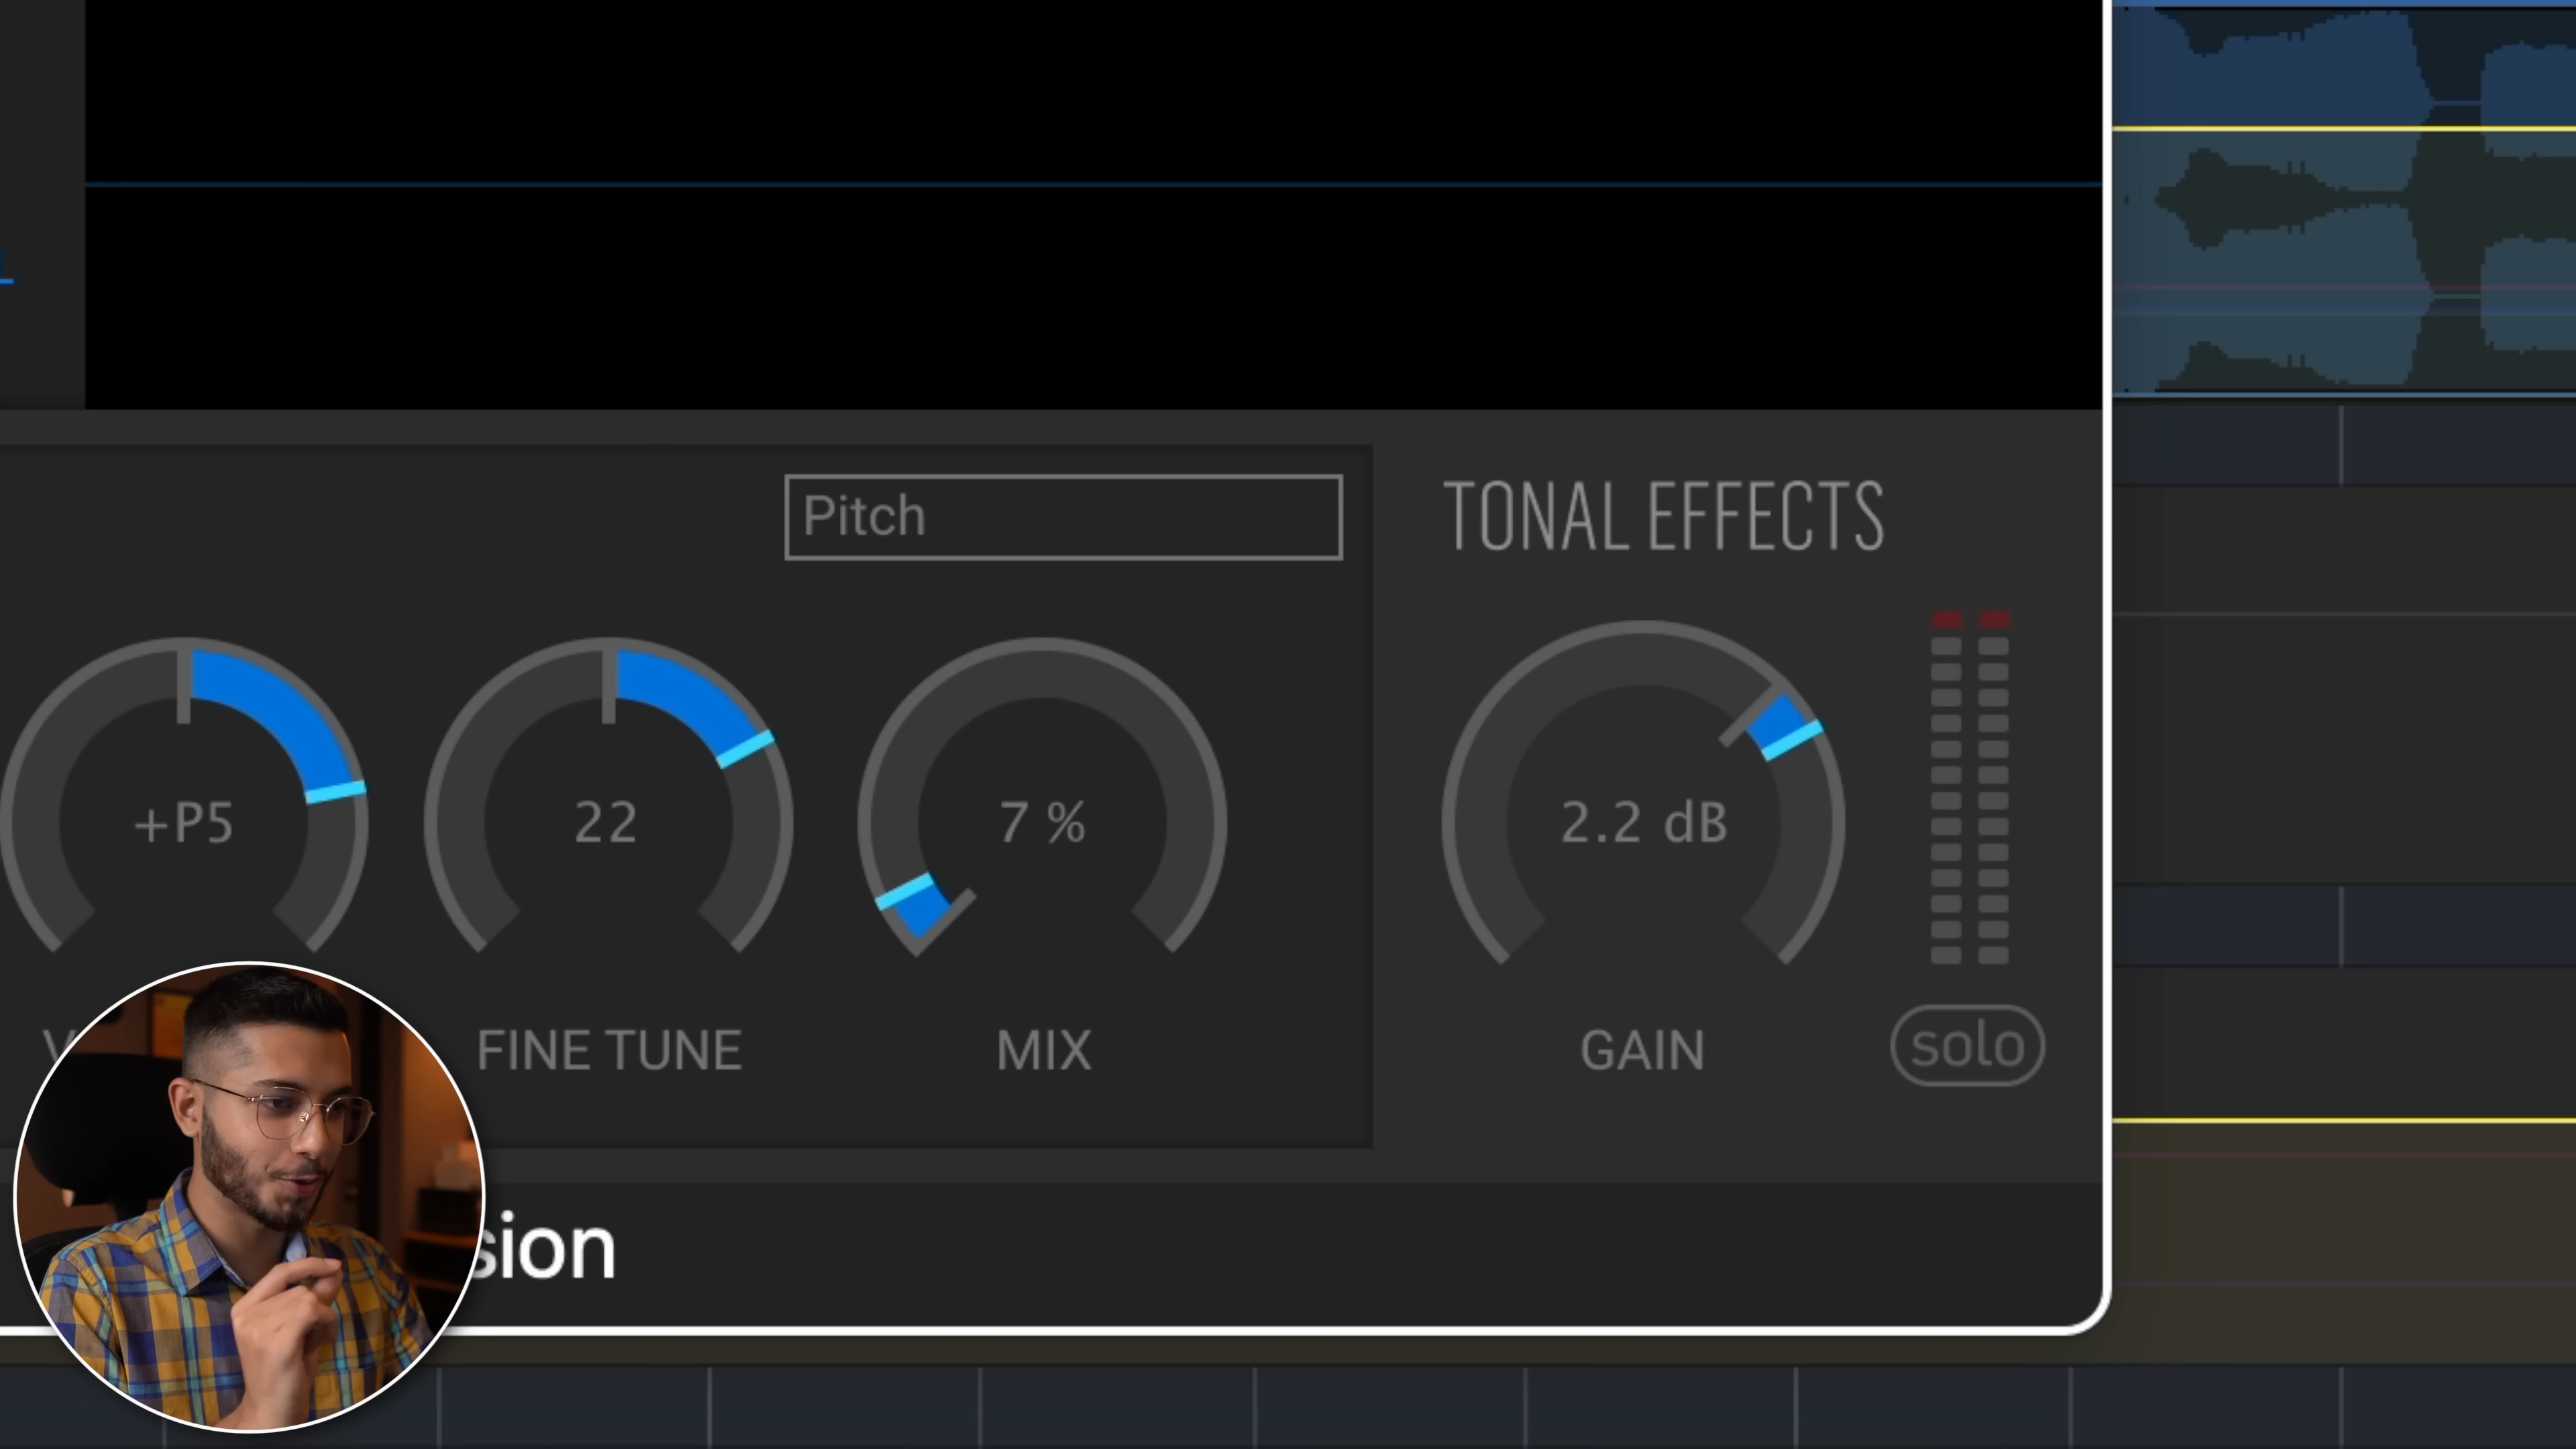 Pitch
TONAL EFFECTS
+P5
22
7 %
2.2 dB
FINE TUNE
MIX
GAIN
solo
sion